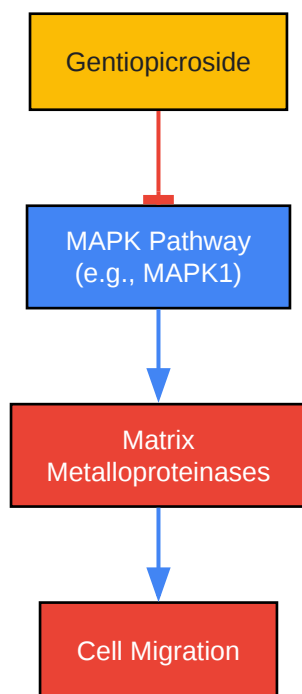 Gentiopicroside
MAPK Pathway
(e.g., MAPK1)
Matrix
Metalloproteinases
Cell Migration